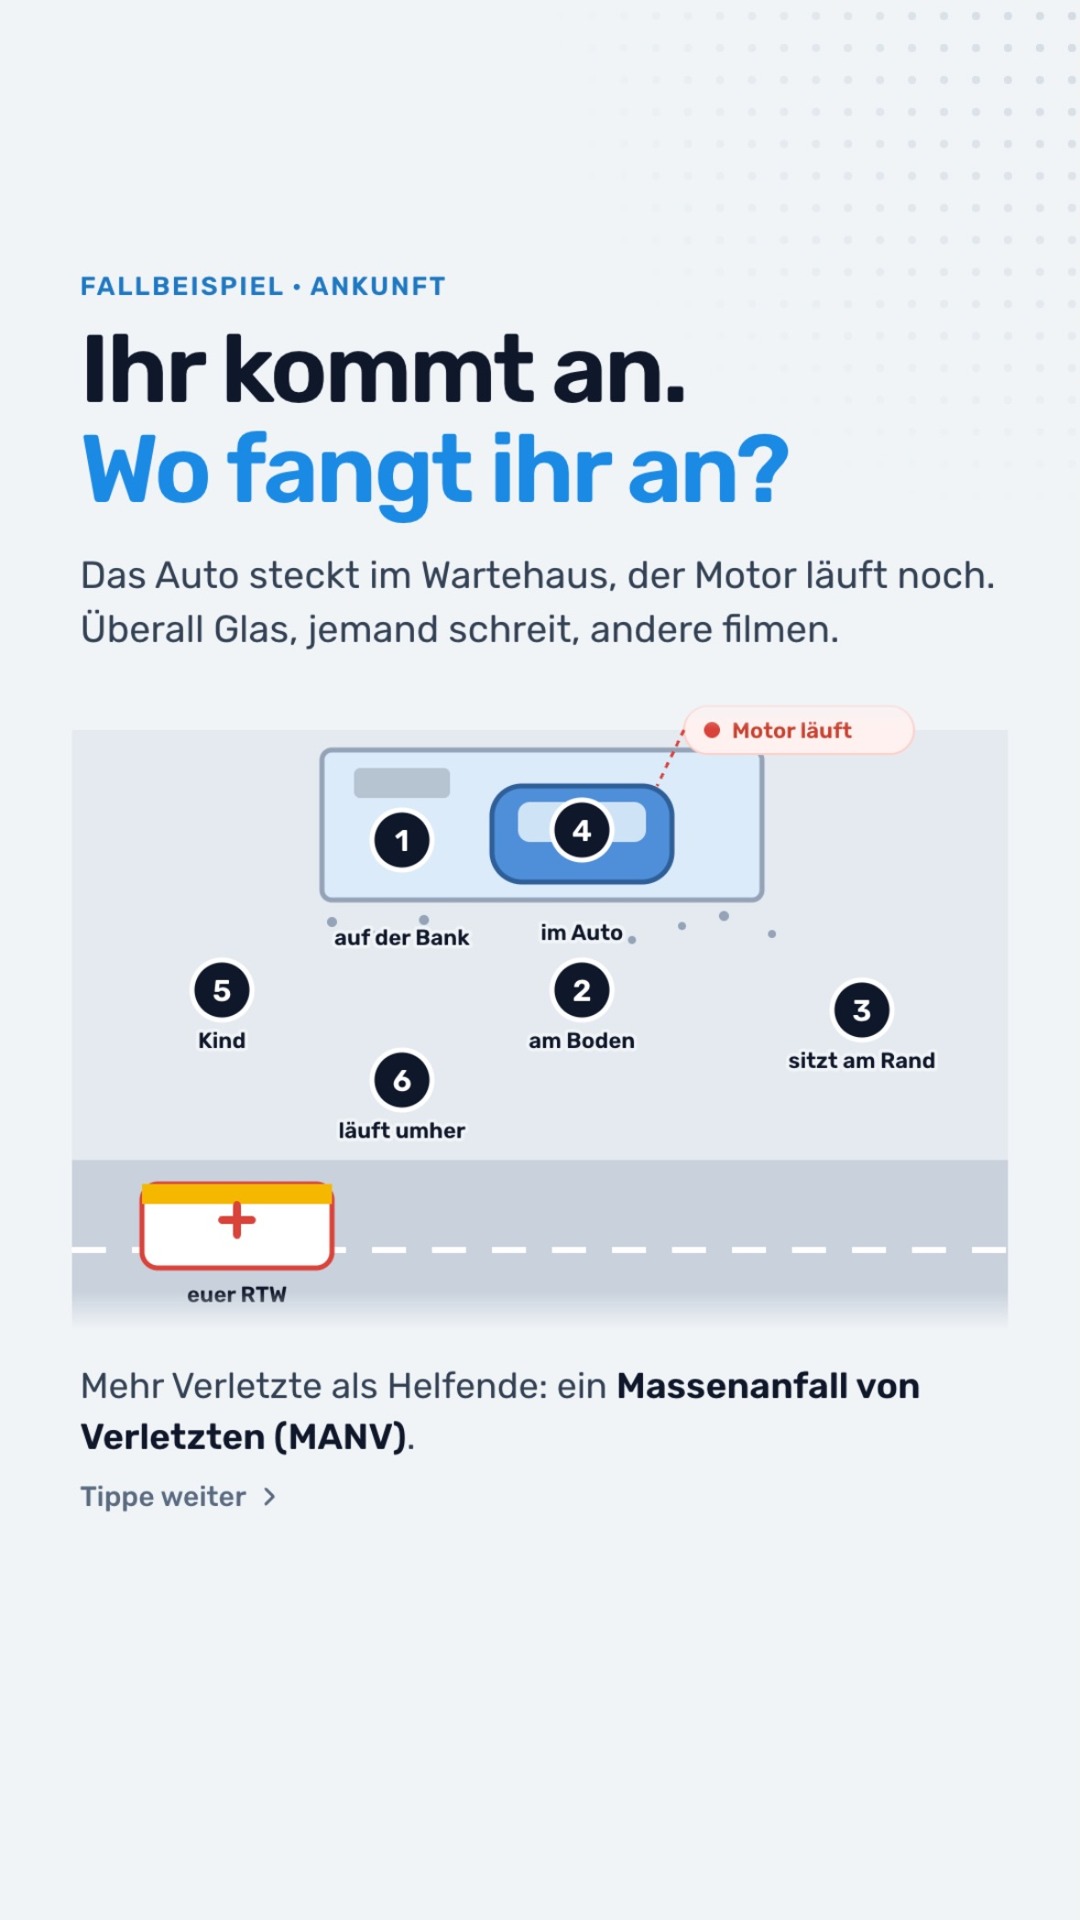 FALLBEISPIEL • ANKUNFT
Ihr kommt an.
Wo fangt ihr an?
Das Auto steckt im Wartehaus, der Motor läuft noch.
Überall Glas, jemand schreit, andere filmen.
Motor läuft
1
4
auf der Bank
im Auto
5
2
3
Kind
am Boden
sitzt am Rand
6
läuft umher
euer RTW
Mehr Verletzte als Helfende: ein Massenanfall von
Verletzten (MANV).
Tippe weiter >